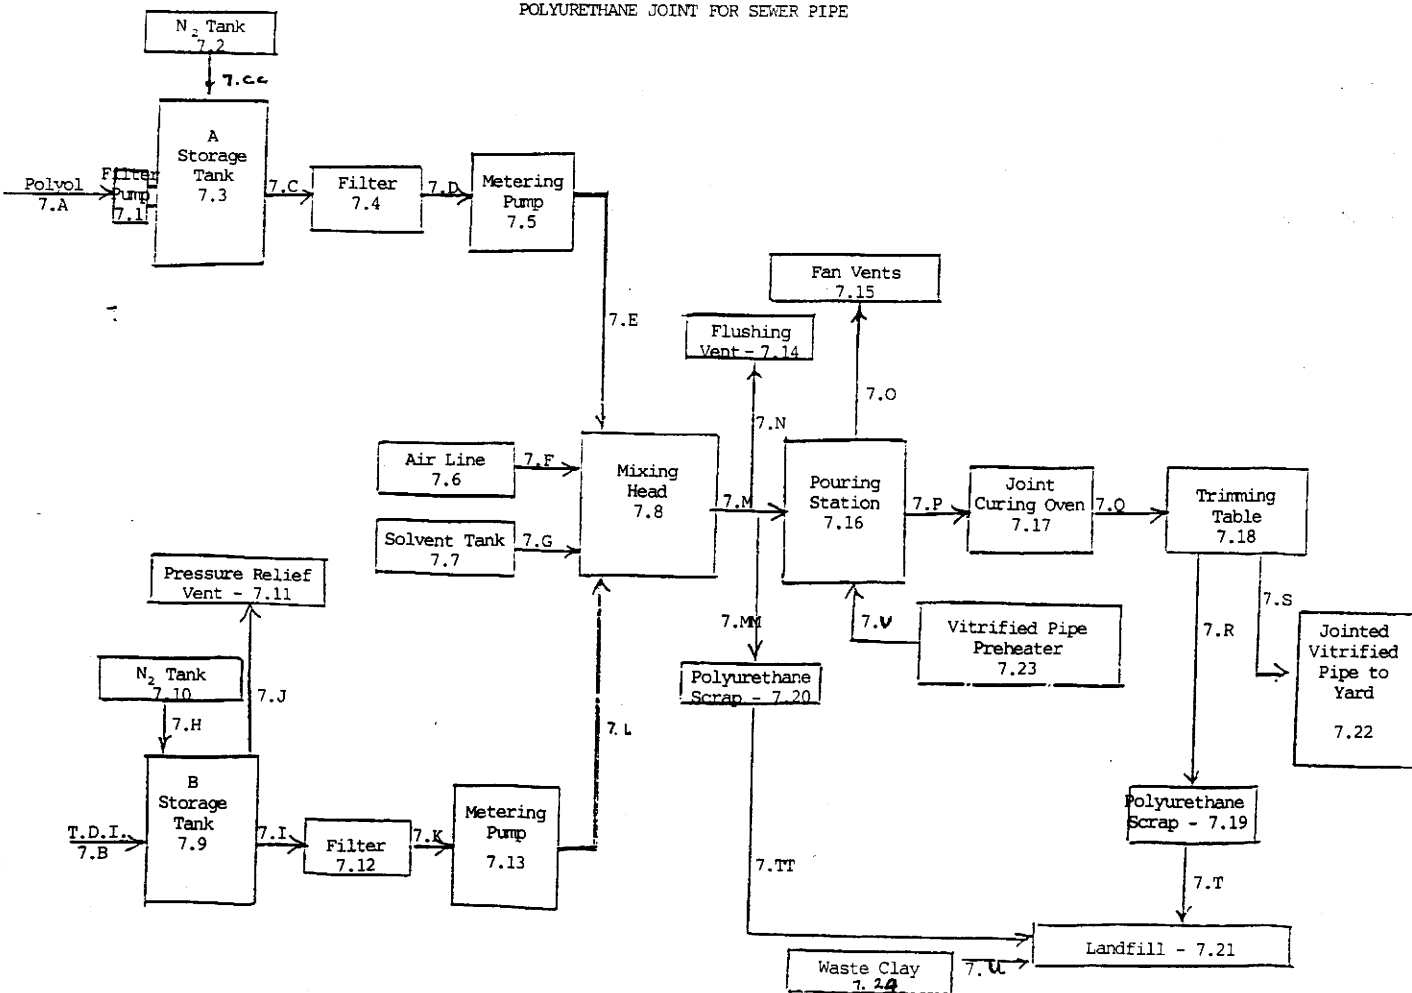 POLYURETHANE JOINT FOR SEWER PIPE
N2 Tank
7.2
7.CC
A
Storage
Tank
7.3
Polyol
7.A
Filter
Pump
7.1
7.C
Filter
7.4
7.D
Metering
Pump
7.5
7.E
Fan Vents
7.15
Flushing
Vent - 7.14
7.O
7.N
Air Line
6
7.F
Solvent Tank
7.7
7.G
Mixing
Head
7.8
7.M
Pouring
Station
7.16
7.P
Joint
Curing Oven
7.17
7.Q
Trimming
Table
7.18
Pressure Relief
Vent - 7.11
7.MM
7.V
Vitrified Pipe
Preheater
7.23
7.R
7.S
Jointed
Vitrified
Pipe to
Yard
7.22
N2 Tank
7.10
7.J
7.H
Polyurethane
Scrap - 7.20
7.L
B
Storage
Tank
7.9
T.D.I.
7.B
7.I
Filter
7.12
7.K
Metering
Pump
7.13
Polyurethane
Scrap - 7.19
7.TT
7.T
Landfill - 7.21
Waste Clay
7.24
7.U